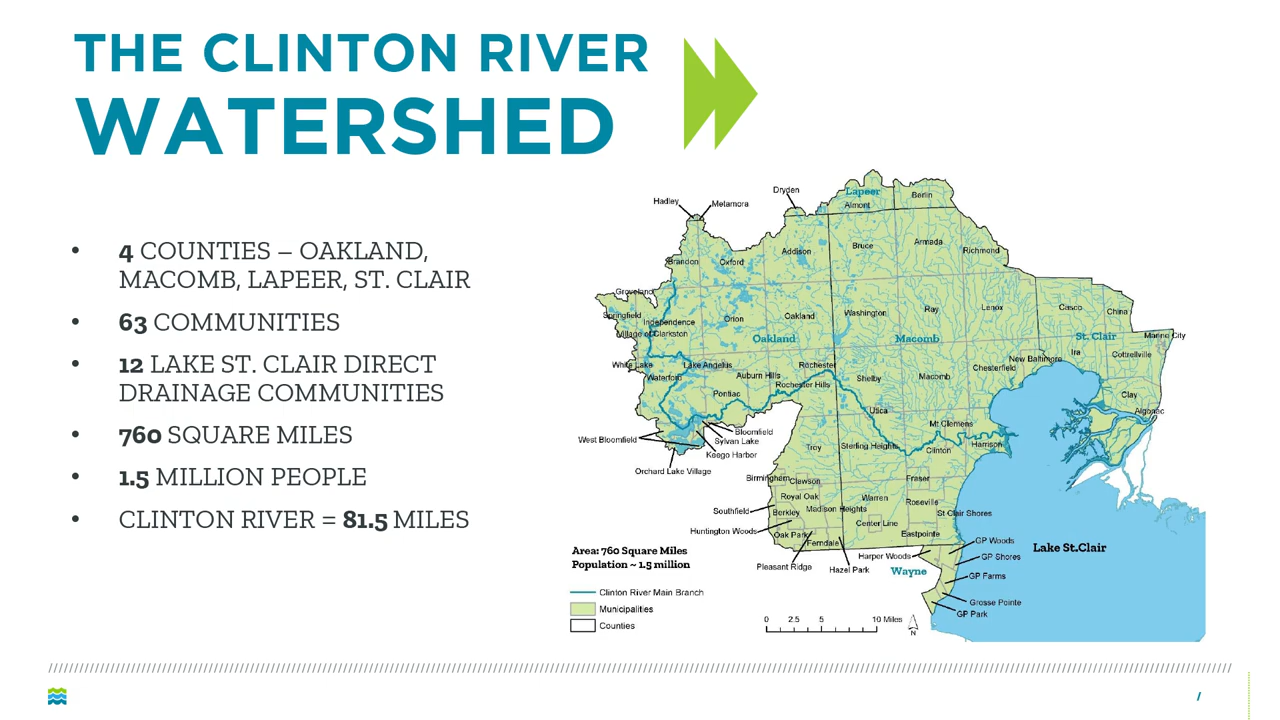 THE CLINTON RIVER
WATERSHED
• 4 COUNTIES – OAKLAND,
MACOMB, LAPEER, ST. CLAIR
• 63 COMMUNITIES
• 12 LAKE ST. CLAIR DIRECT
DRAINAGE COMMUNITIES
• 760 SQUARE MILES
• 1.5 MILLION PEOPLE
• CLINTON RIVER = 81.5 MILES
Dryden
Lapeer
Berlin
Hadley
Metamora
Almont
Brandon
Oxford
Addison
Bruce
Armada
Richmond
Groveland
Springfield
Independence
Orion
Oakland
Washington
Ray
Lenox
Casco
China
Village of Clarkston
Oakland
Macomb
St. Clair
Marine City
White Lake
Lake Angelus
Rochester
New Baltimore
Ira
Cottrellville
Waterford
Auburn Hills
Rochester Hills
Shelby
Macomb
Chesterfield
Pontiac
Clay
Utica
Algonac
West Bloomfield
Bloomfield
Sylvan Lake
Keego Harbor
Orchard Lake Village
Troy
Sterling Heights
Mt Clemens
Clinton
Harrison
Birmingham
Clawson
Fraser
Royal Oak
Warren
Roseville
Southfield
Berkley
Madison Heights
St Clair Shores
Huntington Woods
Center Line
Oak Park
Ferndale
Eastpointe
Harper Woods
GP Woods
Lake St.Clair
Pleasant Ridge
Hazel Park
Wayne
GP Shores
GP Farms
Grosse Pointe
GP Park
Area: 760 Square Miles
Population ~ 1.5 million
Clinton River Main Branch
Municipalities
Counties
0 2.5 5 10 Miles
N
/